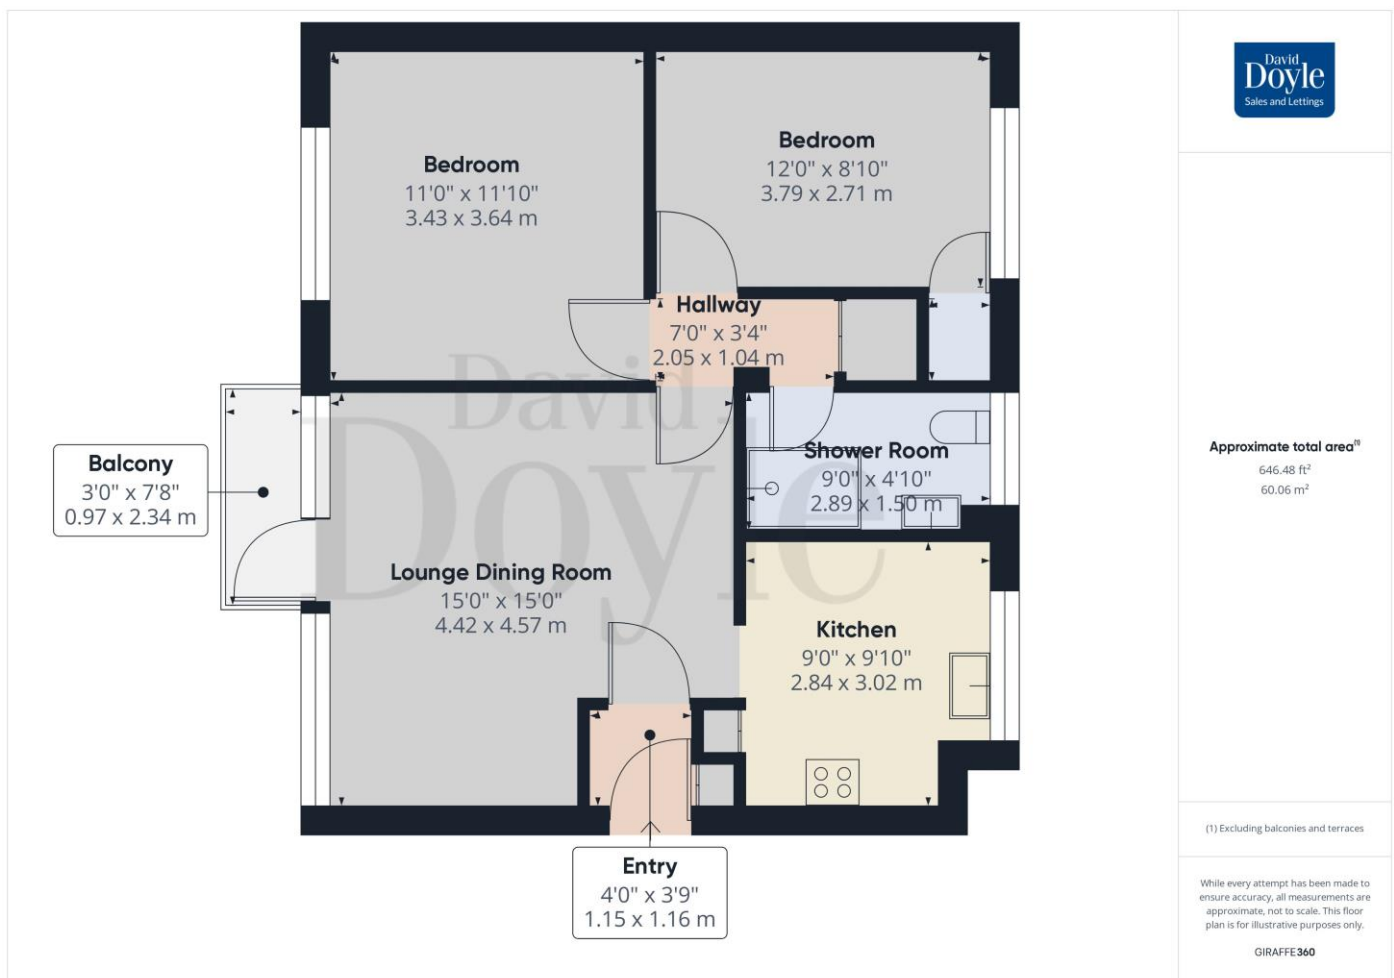 Bedroom
11'0" x 11'10"
3.43 x 3.64 m
Bedroom
12'0" x 8'10"
3.79 x 2.71 m
Hallway
7'0" x 3'4"
2.05 x 1.04 m
David
Doyle
Balcony
3'0" x 7'8"
0.97 x 2.34 m
Shower Room
9'0" x 4'10"
2.89 x 1.50 m
Lounge Dining Room
15'0" x 15'0"
4.42 x 4.57 m
Kitchen
9'0" x 9'10"
2.84 x 3.02 m
Entry
4'0" x 3'9"
1.15 x 1.16 m
David
Doyle
Sales and Lettings
Approximate total area⁽¹⁾
646.48 ft²
60.06 m²
(1) Excluding balconies and terraces
While every attempt has been made to
ensure accuracy, all measurements are
approximate, not to scale. This floor
plan is for illustrative purposes only.
GIRAFFE360